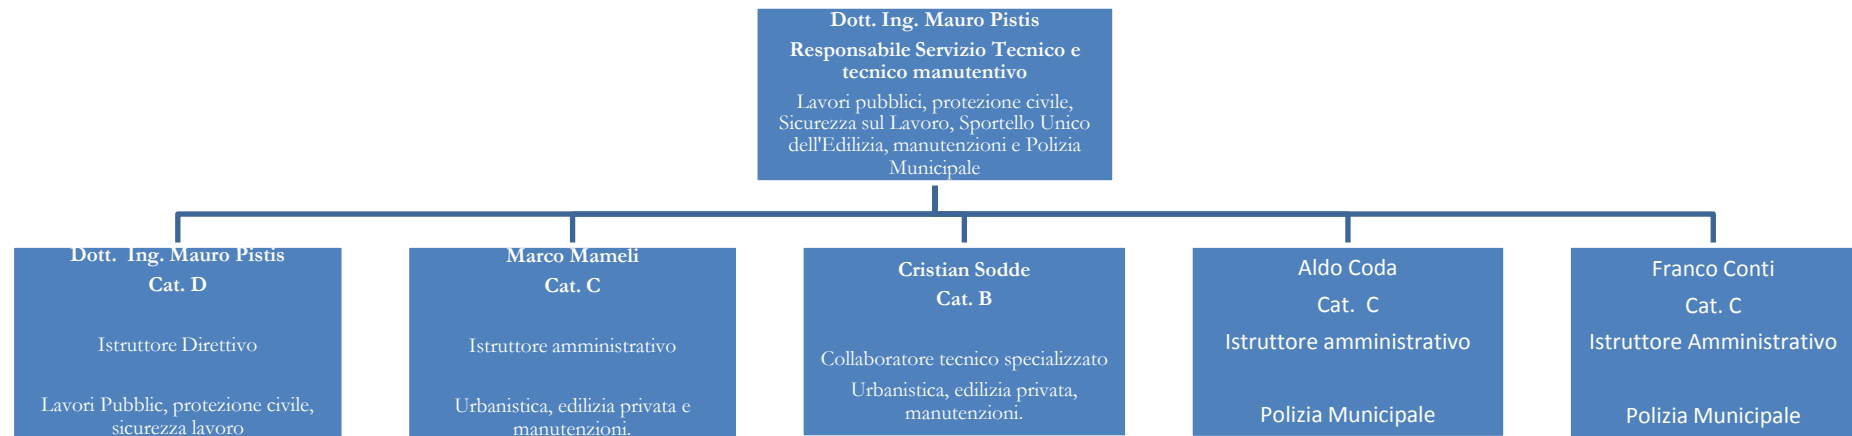 Dott. Ing. Mauro Pistis
Responsabile Servizio Tecnico e
tecnico manutentivo
Lavori pubblici, protezione civile,
Sicurezza sul Lavoro, Sportello Unico
dell'Edilizia, manutenzioni e Polizia
Municipale
Dott. Ing. Mauro Pistis
Cat. D
Istruttore Direttivo
Lavori Pubblic, protezione civile,
sicurezza lavoro
Marco Mameli
Cat. C
Istruttore amministrativo
Urbanistica, edilizia privata e
manutenzioni.
Cristian Sodde
Cat. B
Collaboratore tecnico specializzato
Urbanistica, edilizia privata,
manutenzioni.
Aldo Coda
Cat. C
Istruttore amministrativo
Polizia Municipale
Franco Conti
Cat. C
Istruttore Amministrativo
Polizia Municipale